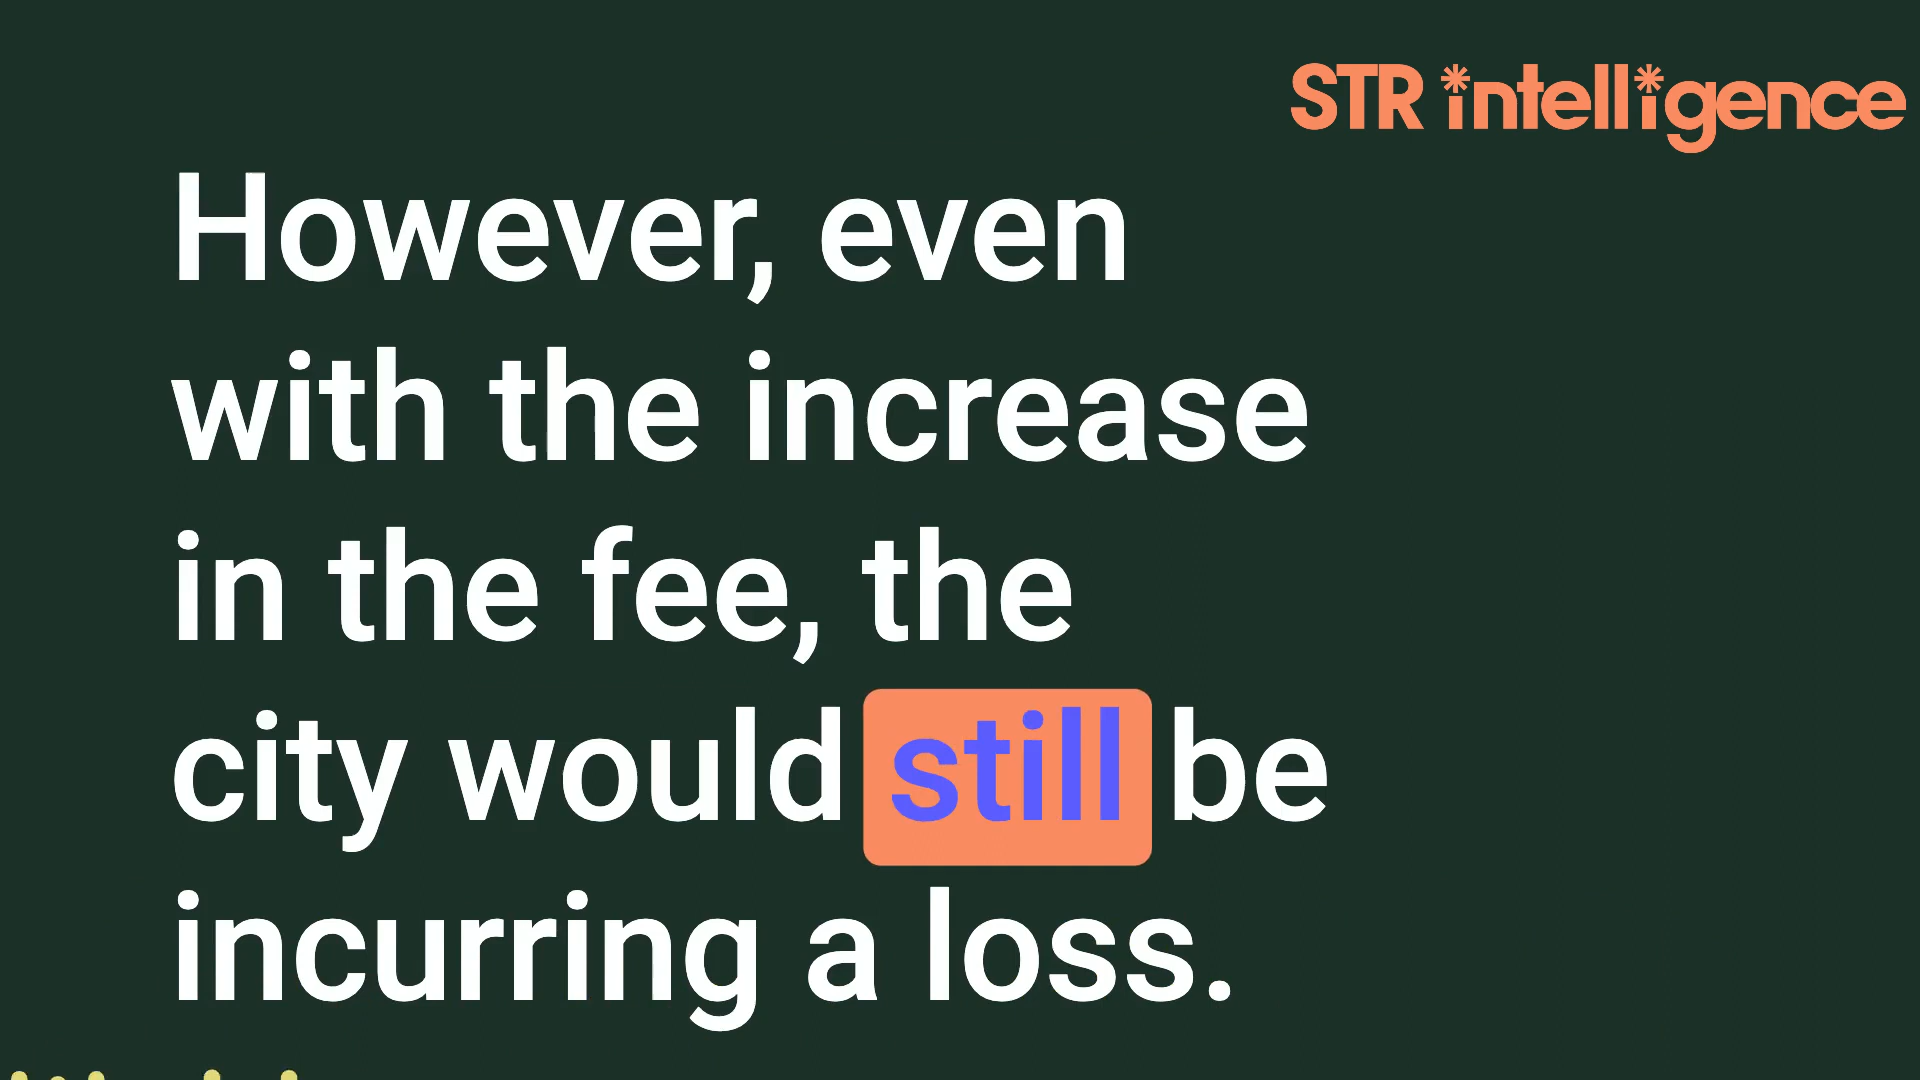 STR intelligence
However, even
with the increase
in the fee, the
city would still be
incurring a loss.